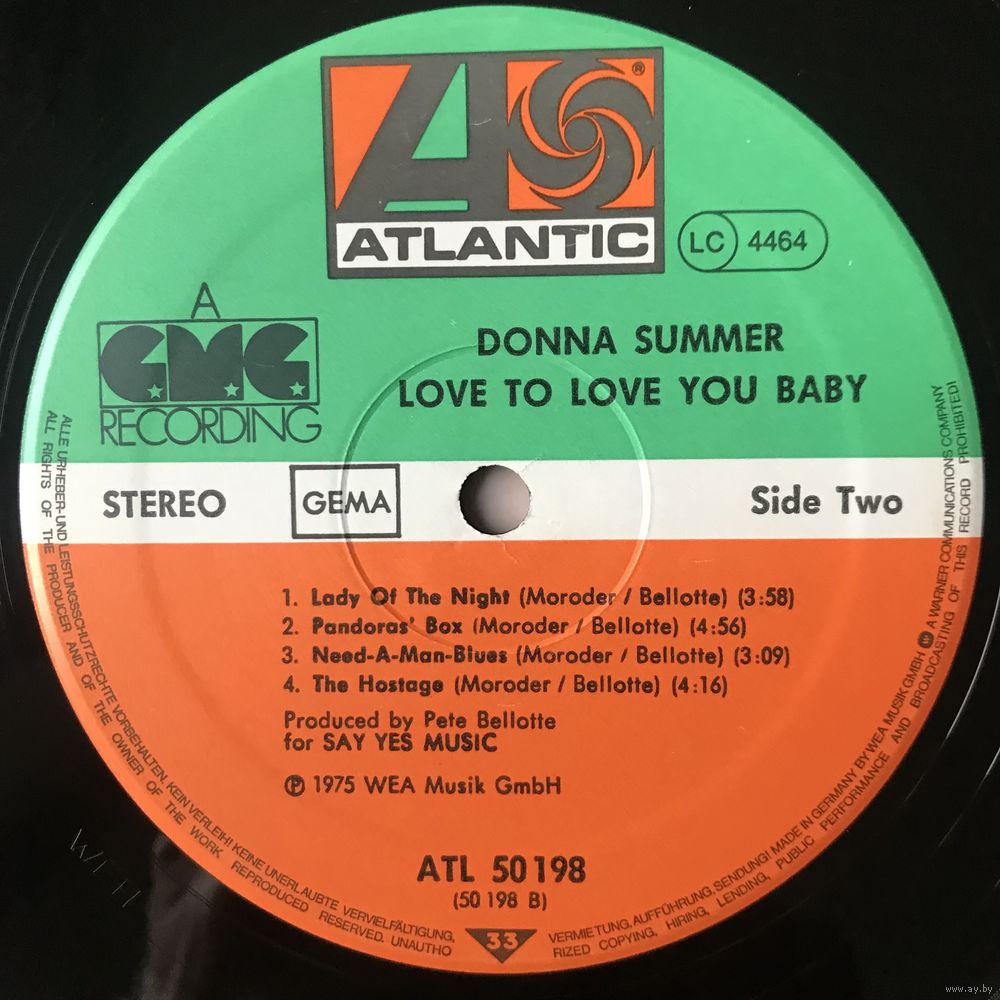 ATLANTIC
®
LC 4464
A
G.M.G.
RECORDING
DONNA SUMMER
LOVE TO LOVE YOU BABY
STEREO
GEMA
Side Two
1. Lady Of The Night (Moroder / Bellotte) (3:58)
2. Pandoras' Box (Moroder / Bellotte) (4:56)
3. Need-A-Man-Blues (Moroder / Bellotte) (3:09)
4. The Hostage (Moroder / Bellotte) (4:16)
Produced by Pete Bellotte
for SAY YES MUSIC
℗ 1975 WEA Musik GmbH
ATL 50 198
(50 198 B)
33
ALLE URHEBER-UND LEISTUNGSSCHUTZRECHTE VORBEHALTEN. KEIN VERLEIH! KEINE UNERLAUBTE VERVIELFÄLTIGUNG, VERMIETUNG, AUFFÜHRUNG, SENDUNG! MADE IN GERMANY BY WEA MUSIK GMBH A WARNER COMMUNICATIONS COMPANY
ALL RIGHTS OF THE PRODUCER AND OF THE OWNER OF THE WORK REPRODUCED RESERVED. UNAUTHORIZED COPYING, HIRING, LENDING, PUBLIC PERFORMANCE AND BROADCASTING OF THIS RECORD PROHIBITED!
www.ay.by